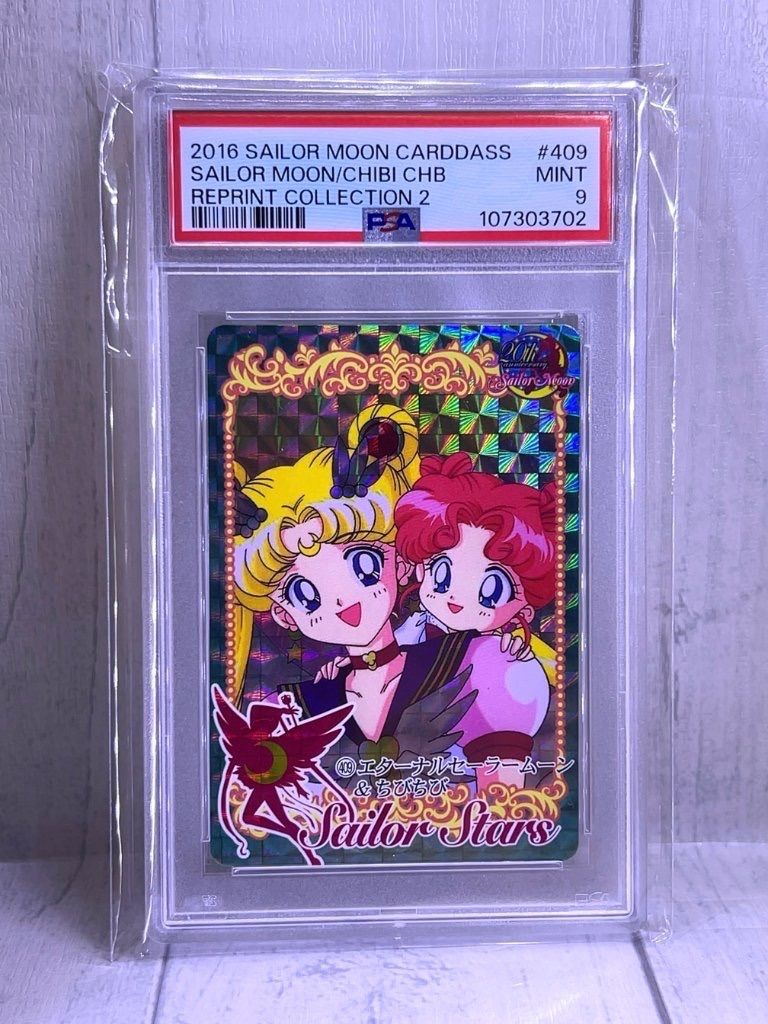 2016 SAILOR MOON CARDDASS #409
SAILOR MOON/CHIBI CHB MINT
REPRINT COLLECTION 2 9
PSA 107303702
20th
anniversary
Sailor Moon
409 エターナルセーラームーン
&ちびちび
Sailor Stars